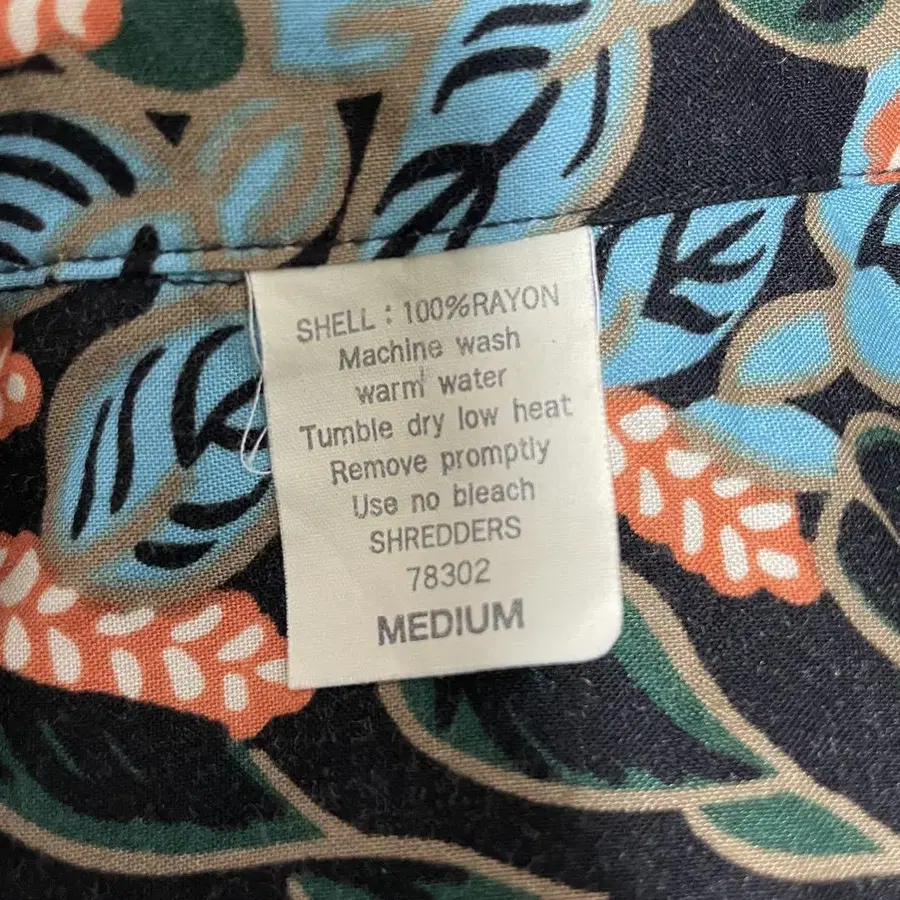 SHELL : 100%RAYON
Machine wash
warm water
Tumble dry low heat
Remove promptly
Use no bleach
SHREDDERS
78302
MEDIUM